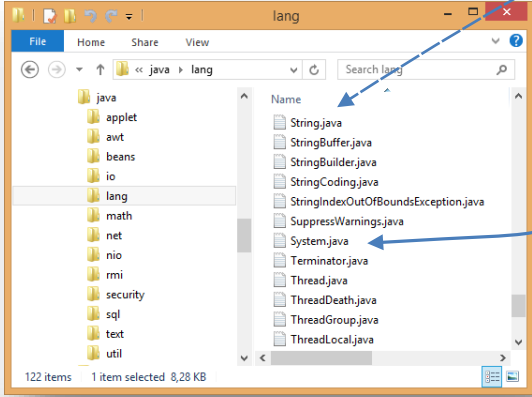 lang
File Home Share View
« java lang Search lang
java
applet
awt
beans
io
lang
math
net
nio
rmi
security
sql
text
util
Name
String.java
StringBuffer.java
StringBuilder.java
StringCoding.java
StringIndexOutOfBoundsException.java
SuppressWarnings.java
System.java
Terminator.java
Thread.java
ThreadDeath.java
ThreadGroup.java
ThreadLocal.java
122 items 1 item selected 8,28 KB